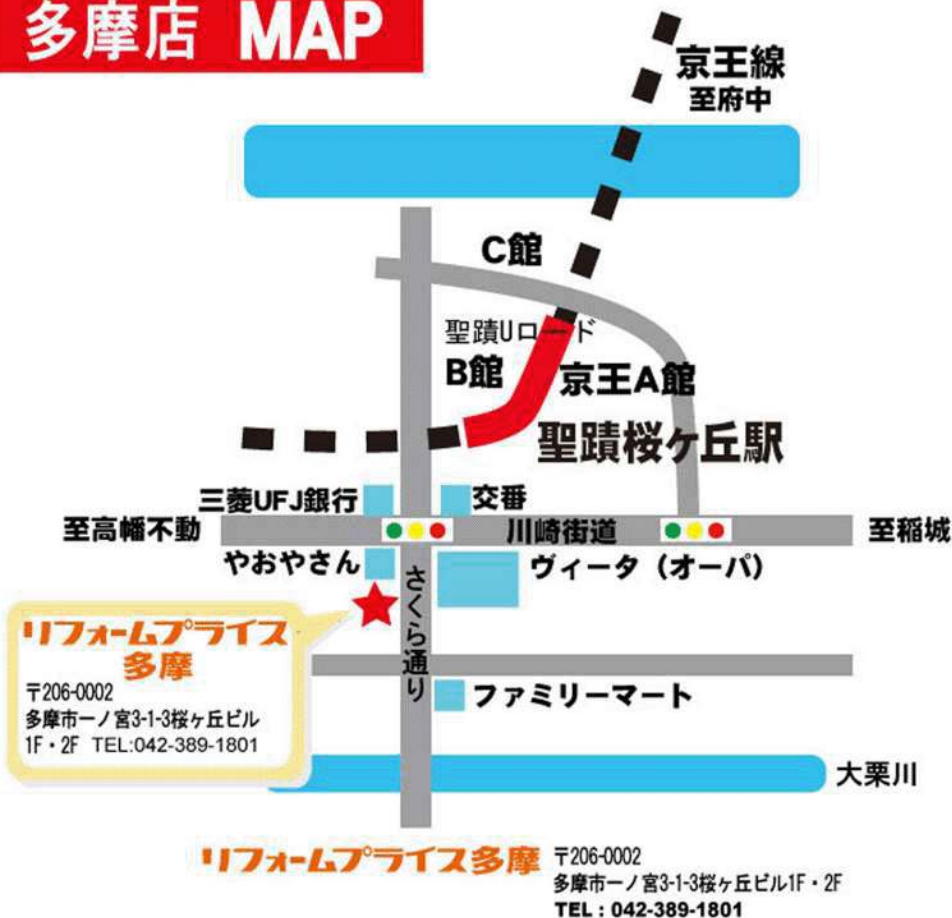 多摩店 MAP
京王線
至府中
C館
聖蹟Uロード
B館
京王A館
聖蹟桜ヶ丘駅
三菱UFJ銀行
交番
至高幡不動
川崎街道
至稲城
やおやさん
ヴィータ（オーパ）
さくら通り
リフォームプライス
多摩
〒206-0002
多摩市一ノ宮3-1-3桜ヶ丘ビル
1F・2F TEL:042-389-1801
ファミリーマート
大栗川
リフォームプライス多摩
〒206-0002
多摩市一ノ宮3-1-3桜ヶ丘ビル1F・2F
TEL : 042-389-1801